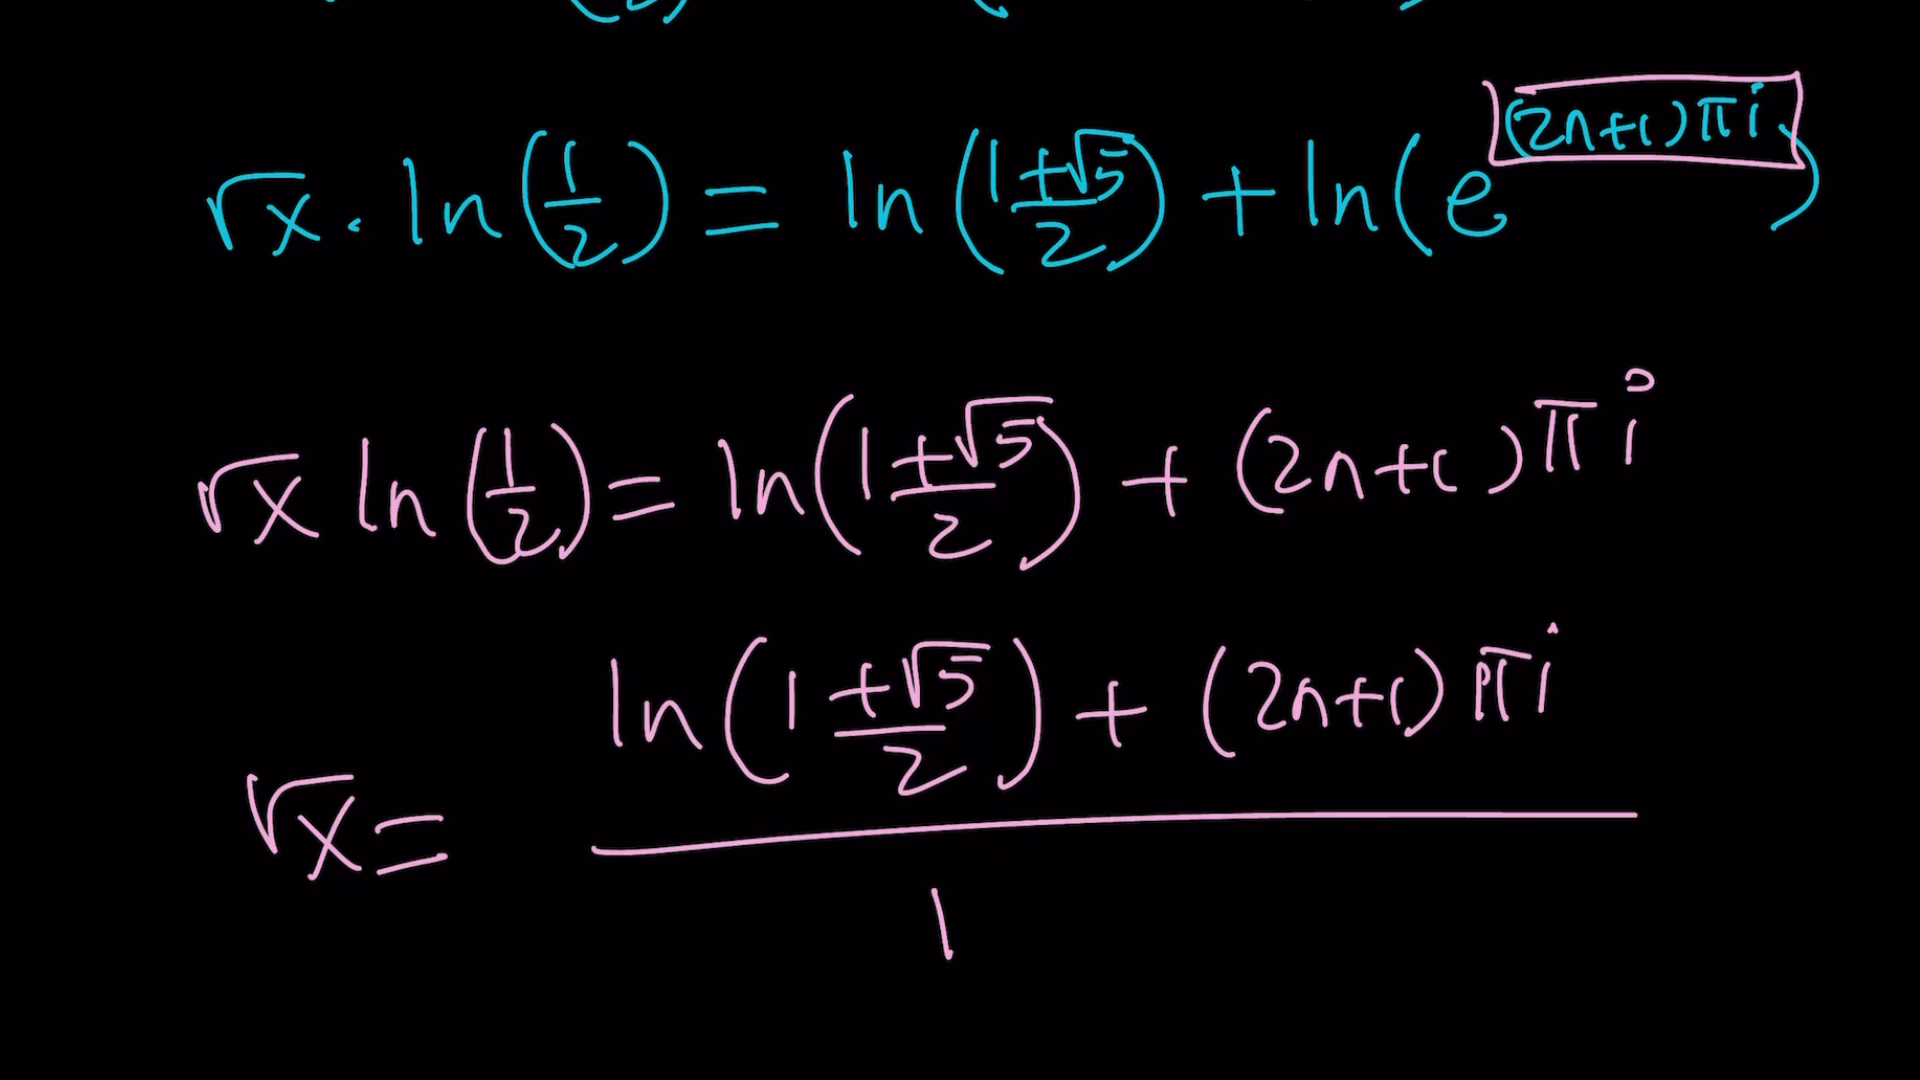 √x · ln(1/2) = ln((1+√5)/2) + ln(e^((2n+1)πi))
√x ln(1/2) = ln((1+√5)/2) + (2n+1)πi
ln((1+√5)/2) + (2n+1)πi
√x =
l